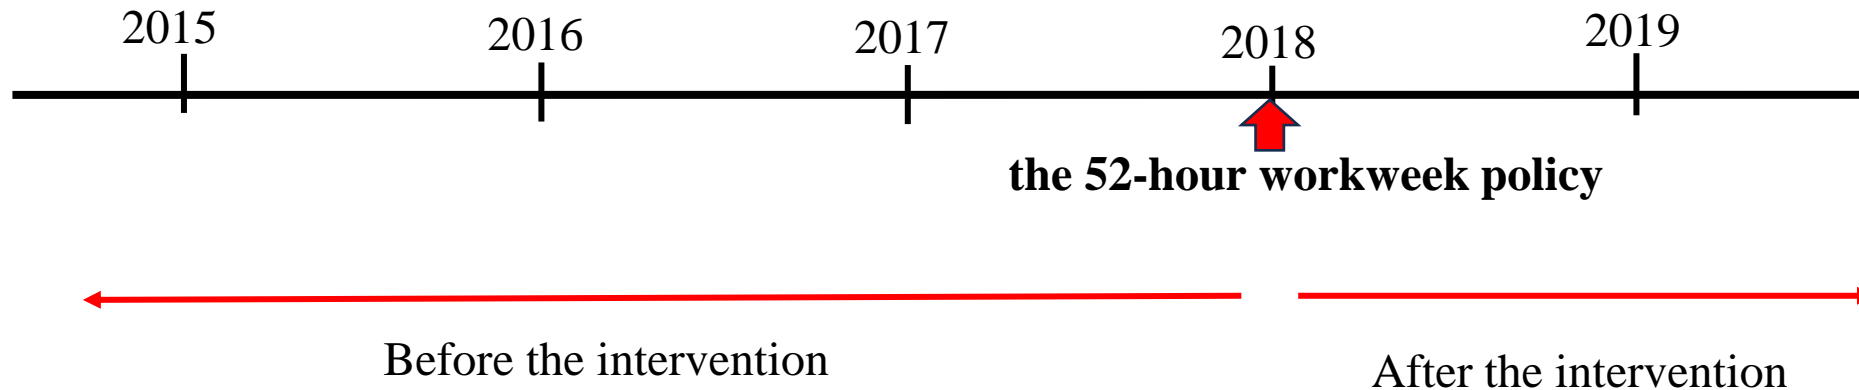 2015
2016
2017
2018
2019
the 52-hour workweek policy
Before the intervention
After the intervention